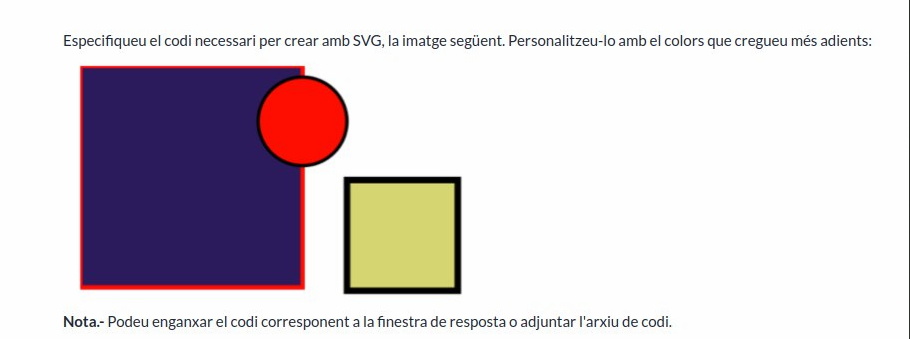 Especifiqueu el codi necessari per crear amb SVG, la imatge següent. Personalitzeu-lo amb el colors que cregueu més adients:
Nota.- Podeu enganxar el codi corresponent a la finestra de resposta o adjuntar l'arxiu de codi.